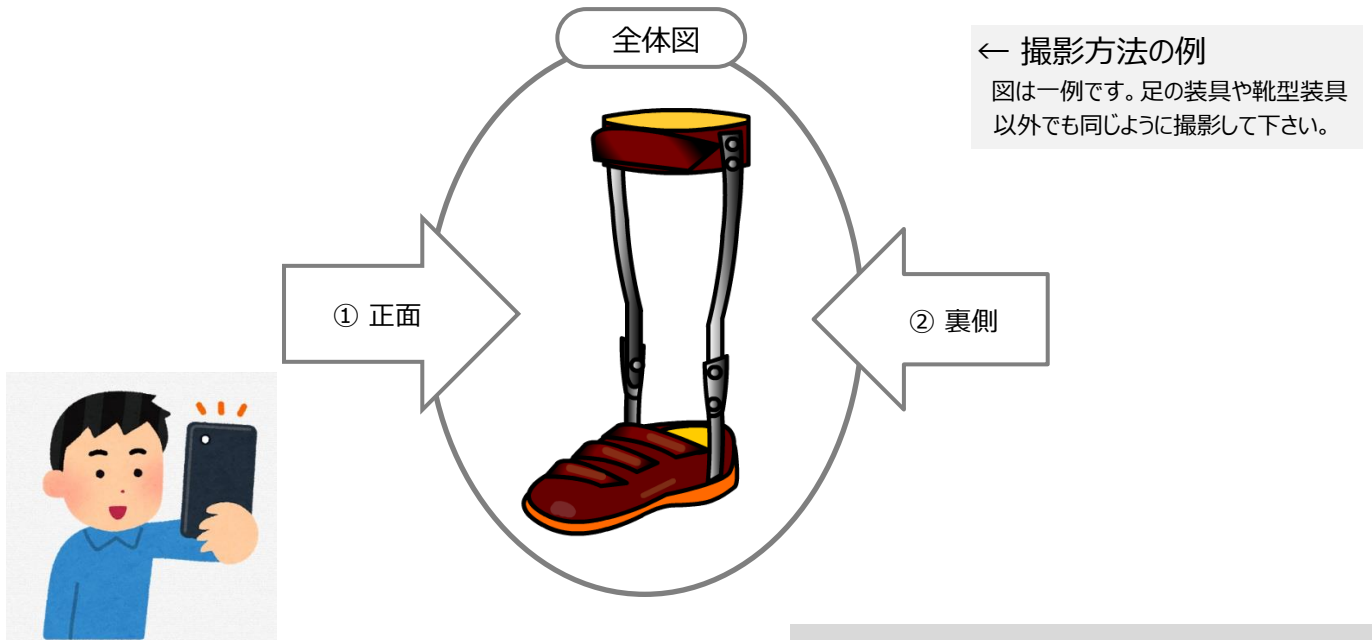 全体図
← 撮影方法の例
図は一例です。足の装具や靴型装具
以外でも同じように撮影して下さい。
① 正面
② 裏側